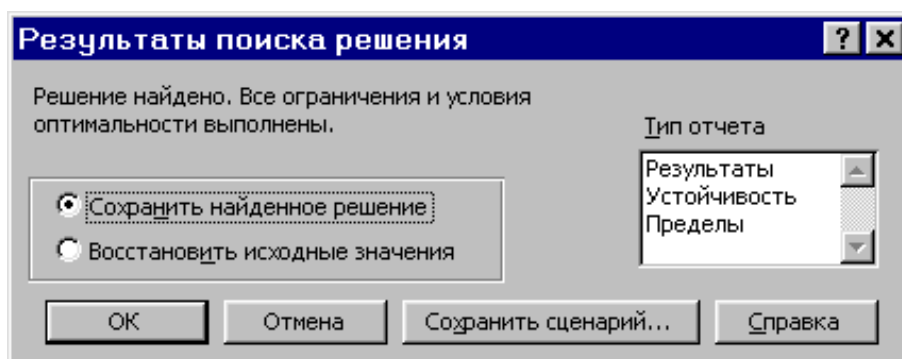 Результаты поиска решения
Решение найдено. Все ограничения и условия
оптимальности выполнены.
Тип отчета
Результаты
Устойчивость
Пределы
Сохранить найденное решение
Восстановить исходные значения
OK
Отмена
Сохранить сценарий...
Справка